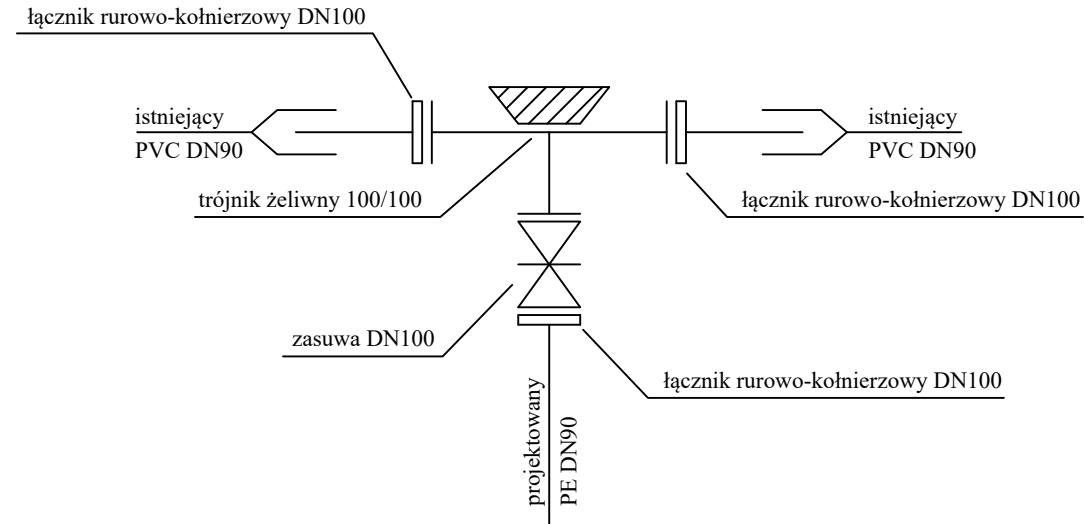 łącznik rurowo-kołnierzowy DN100
istniejący
PVC DN90
istniejący
PVC DN90
trójnik żeliwny 100/100
łącznik rurowo-kołnierzowy DN100
zasuwa DN100
łącznik rurowo-kołnierzowy DN100
projektowany
PE DN90